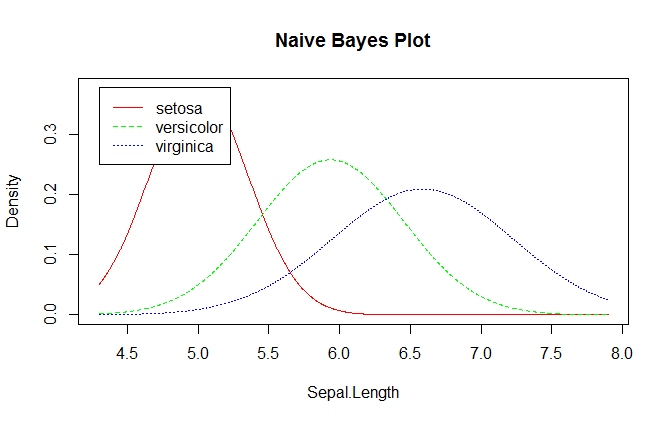 Naive Bayes Plot
setosa
versicolor
virginica
Density
0.0 0.1 0.2 0.3
4.5 5.0 5.5 6.0 6.5 7.0 7.5 8.0
Sepal.Length